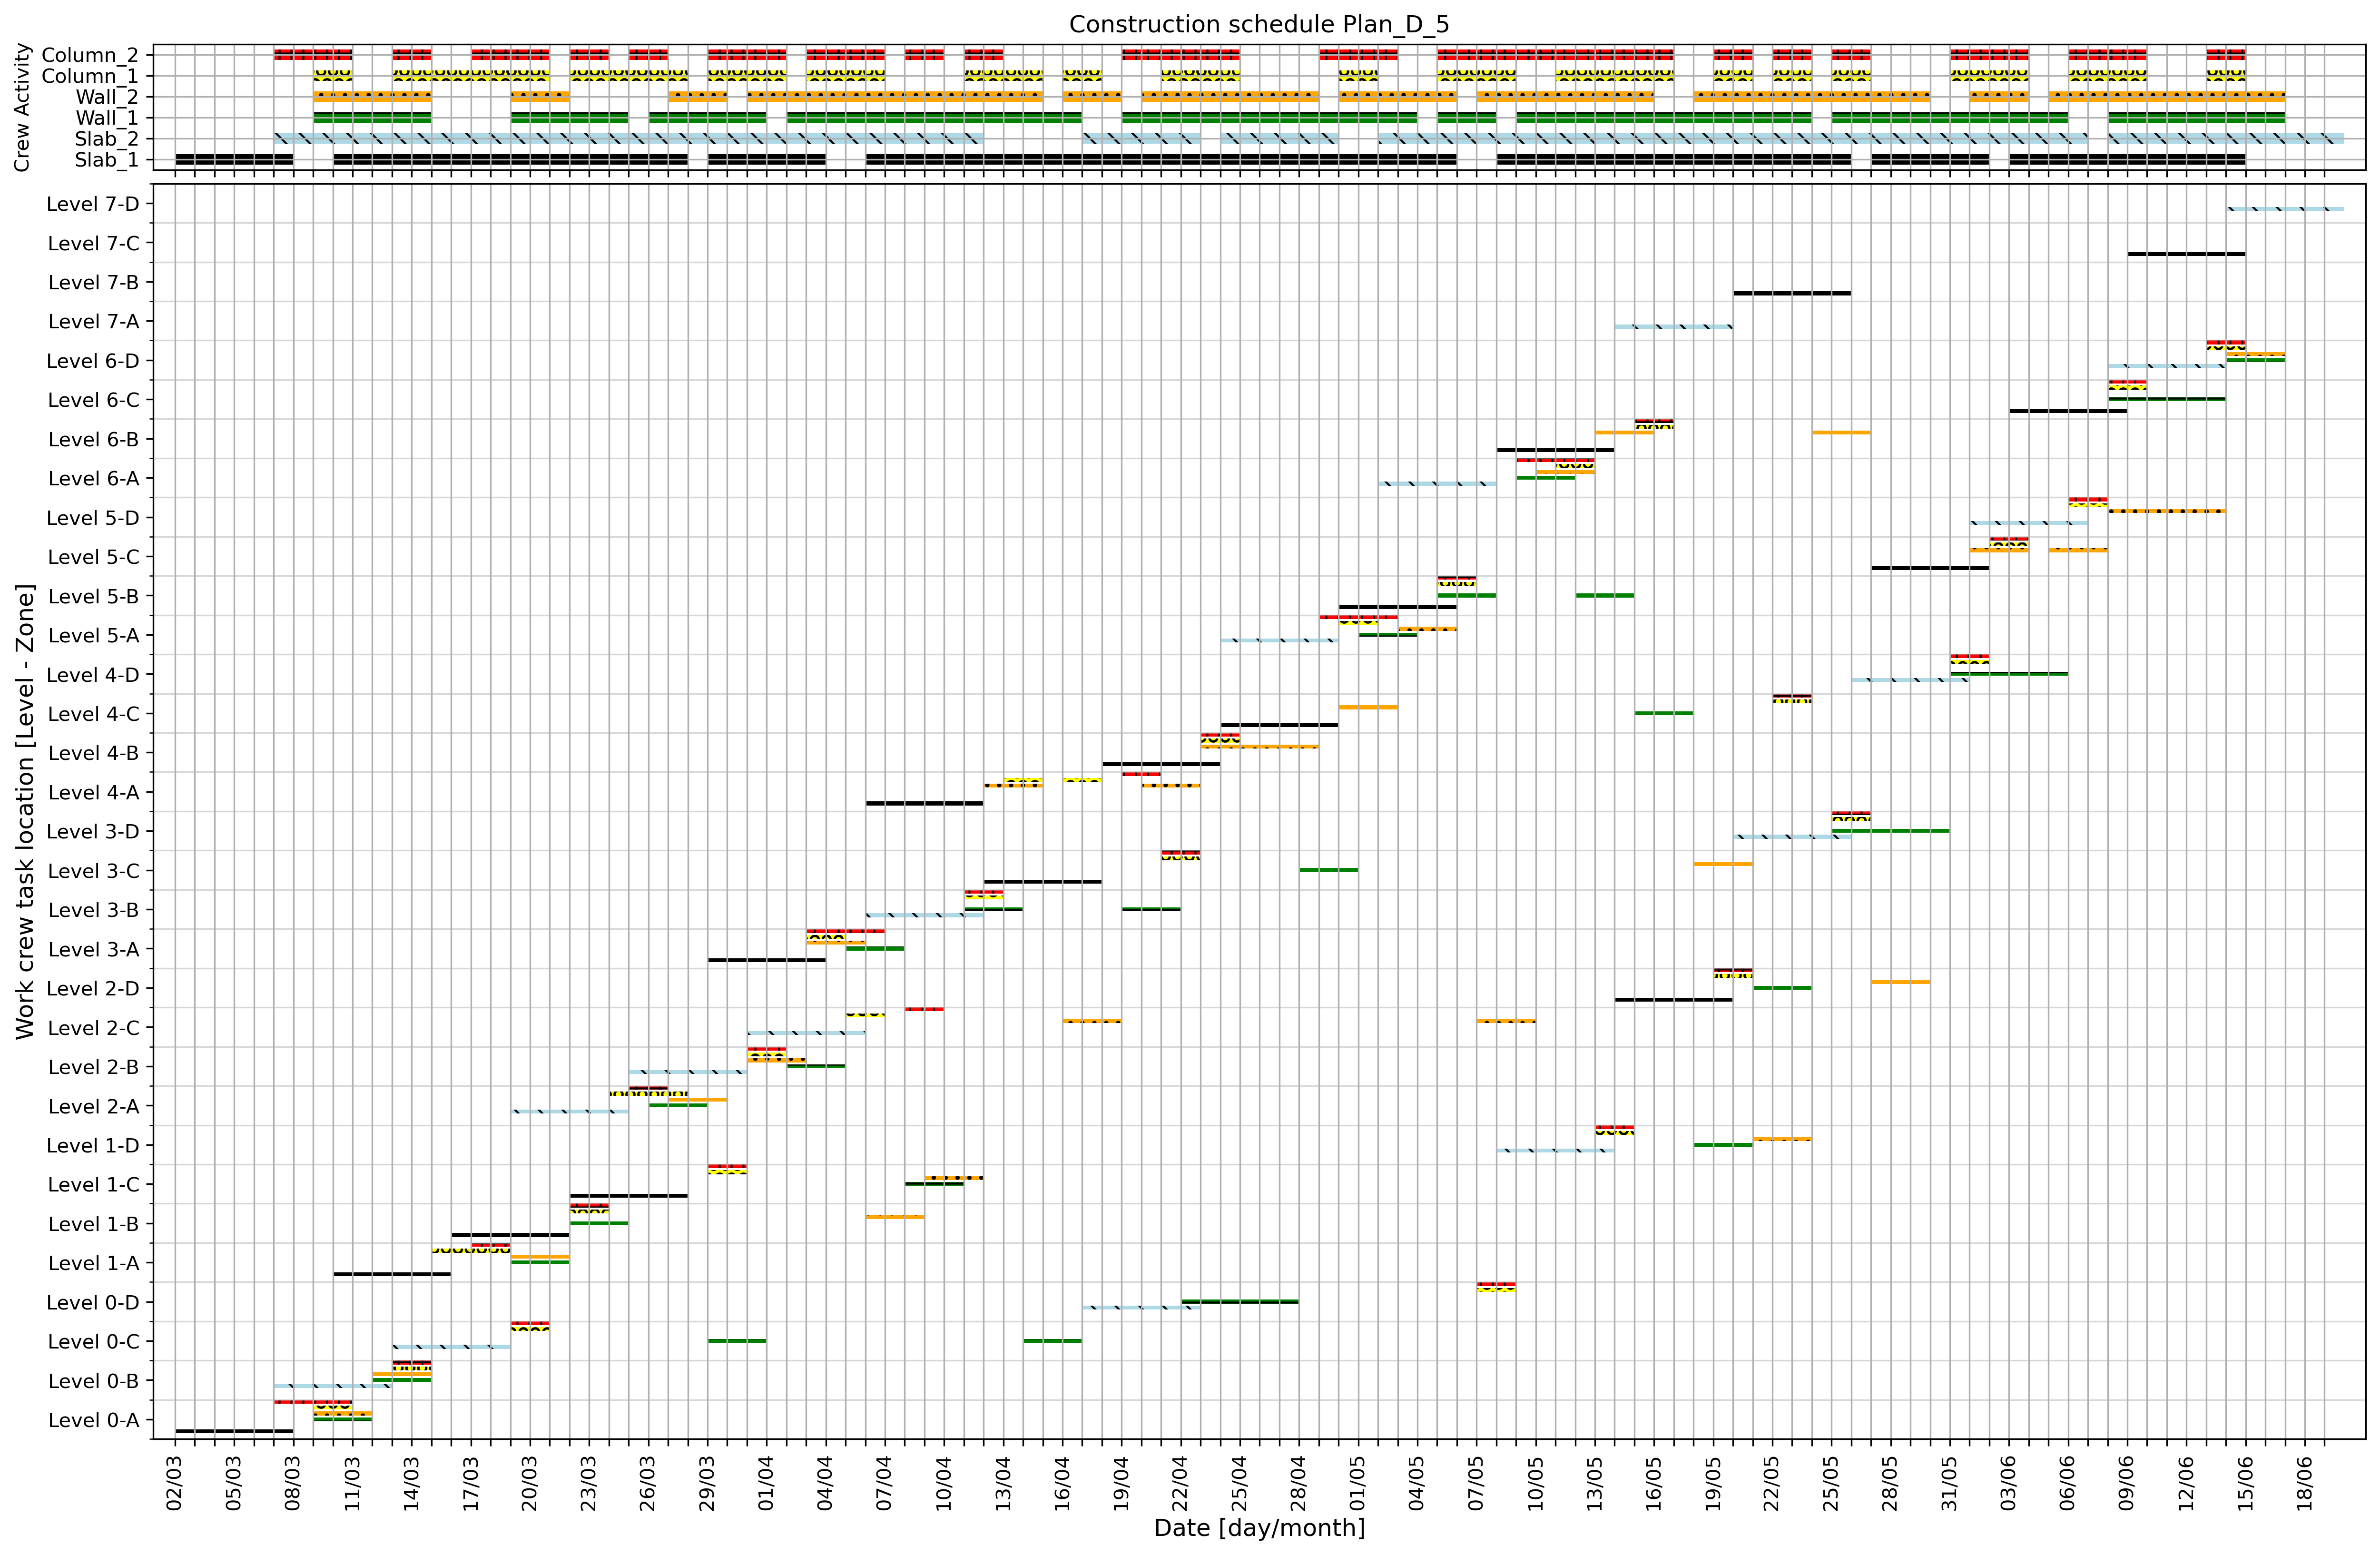 Construction schedule Plan_D_5
Crew Activity
Column_2
Column_1
Wall_2
Wall_1
Slab_2
Slab_1
Work crew task location [Level - Zone]
Level 7-D
Level 7-C
Level 7-B
Level 7-A
Level 6-D
Level 6-C
Level 6-B
Level 6-A
Level 5-D
Level 5-C
Level 5-B
Level 5-A
Level 4-D
Level 4-C
Level 4-B
Level 4-A
Level 3-D
Level 3-C
Level 3-B
Level 3-A
Level 2-D
Level 2-C
Level 2-B
Level 2-A
Level 1-D
Level 1-C
Level 1-B
Level 1-A
Level 0-D
Level 0-C
Level 0-B
Level 0-A
02/03 05/03 08/03 11/03 14/03 17/03 20/03 23/03 26/03 29/03 01/04 04/04 07/04 10/04 13/04 16/04 19/04 22/04 25/04 28/04 01/05 04/05 07/05 10/05 13/05 16/05 19/05 22/05 25/05 28/05 31/05 03/06 06/06 09/06 12/06 15/06 18/06
Date [day/month]